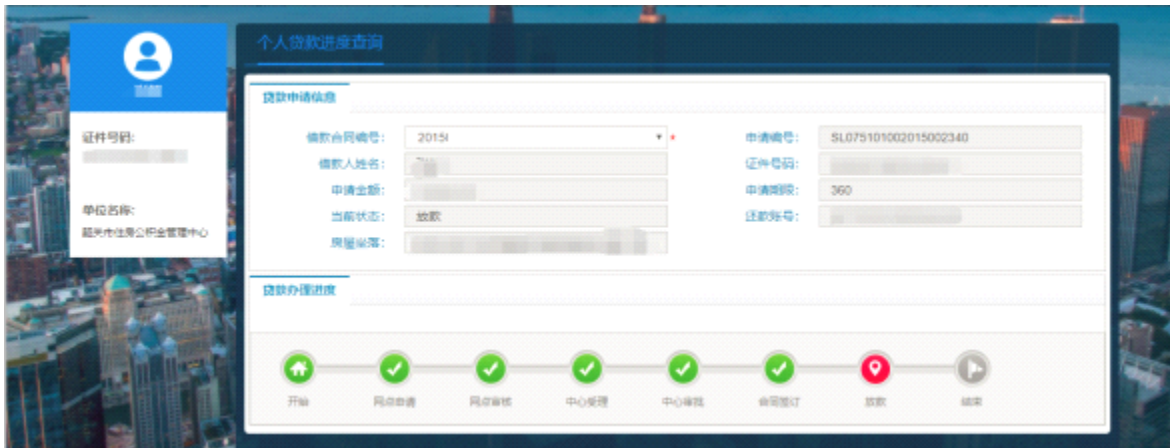 个人贷款进度查询
证件号码：
单位名称：
韶关市住房公积金管理中心
贷款申请信息
借款合同编号： 2015 * 申请编号： SL075101002015002340
借款人姓名： 证件号码：
申请金额： 申请期限： 360
当前状态： 放款 还款账号：
房屋坐落：
贷款办理进度
开始 网点申请 网点审核 中心受理 中心审批 合同签订 放款 结束